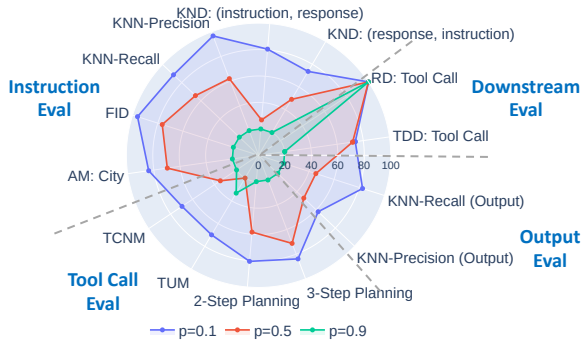 KND: (instruction, response)
KNN-Precision
KND: (response, instruction)
KNN-Recall
RD: Tool Call
Instruction
Eval
Downstream
Eval
FID
TDD: Tool Call
0 20 40 60 80 100
AM: City
KNN-Recall (Output)
TCNM
Output
Eval
KNN-Precision (Output)
Tool Call
Eval
TUM
2-Step Planning
3-Step Planning
p=0.1 p=0.5 p=0.9